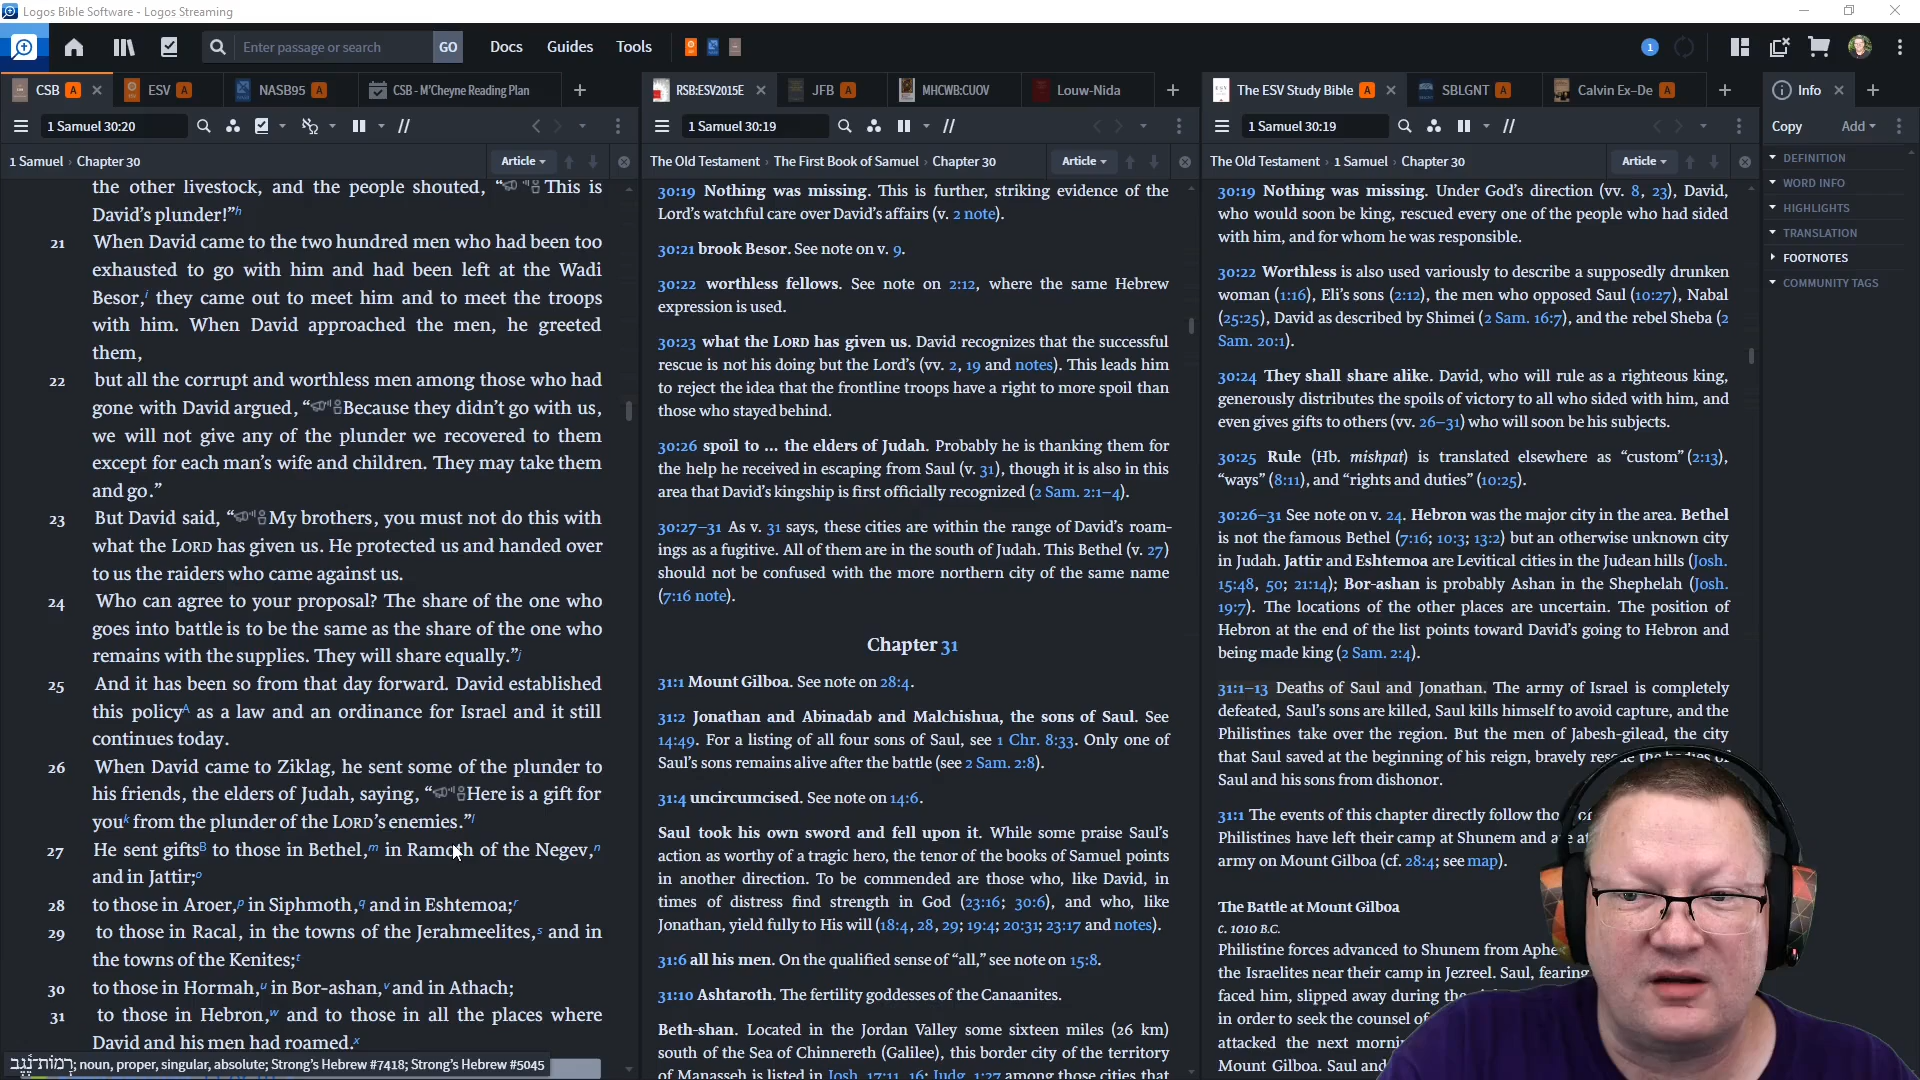 Logos Bible Software - Logos Streaming
Enter passage or search GO Docs Guides Tools 1
CSB A ESV A NASB95 A CSB - M'Cheyne Reading Plan
1 Samuel 30:20
1 Samuel › Chapter 30 Article
the other livestock, and the people shouted, “This is
David’s plunder!”h
21 When David came to the two hundred men who had been too
exhausted to go with him and had been left at the Wadi
Besor,i they came out to meet him and to meet the troops
with him. When David approached the men, he greeted
them,
22 but all the corrupt and worthless men among those who had
gone with David argued, “Because they didn’t go with us,
we will not give any of the plunder we recovered to them
except for each man’s wife and children. They may take them
and go.”
23 But David said, “My brothers, you must not do this with
what the LORD has given us. He protected us and handed over
to us the raiders who came against us.
24 Who can agree to your proposal? The share of the one who
goes into battle is to be the same as the share of the one who
remains with the supplies. They will share equally.”j
25 And it has been so from that day forward. David established
this policyA as a law and an ordinance for Israel and it still
continues today.
26 When David came to Ziklag, he sent some of the plunder to
his friends, the elders of Judah, saying, “Here is a gift for
youk from the plunder of the LORD’s enemies.”l
27 He sent giftsB to those in Bethel,m in Ramoth of the Negev,n
and in Jattir;o
28 to those in Aroer,p in Siphmoth,q and in Eshtemoa;r
29 to those in Racal, in the towns of the Jerahmeelites,s and in
the towns of the Kenites;t
30 to those in Hormah,u in Bor-ashan,v and in Athach;
31 to those in Hebron,w and to those in all the places where
David and his men had roamed.x
רָמוֹת־נֶ֫גֶב; noun, proper, singular, absolute; Strong’s Hebrew #7418; Strong’s Hebrew #5045
RSB:ESV2015E JFB A MHCWB:CUOV Louw-Nida
1 Samuel 30:19
The Old Testament › The First Book of Samuel › Chapter 30 Article
30:19 Nothing was missing. This is further, striking evidence of the
Lord’s watchful care over David’s affairs (v. 2 note).
30:21 brook Besor. See note on v. 9.
30:22 worthless fellows. See note on 2:12, where the same Hebrew
expression is used.
30:23 what the LORD has given us. David recognizes that the successful
rescue is not his doing but the Lord’s (vv. 2, 19 and notes). This leads him
to reject the idea that the frontline troops have a right to more spoil than
those who stayed behind.
30:26 spoil to ... the elders of Judah. Probably he is thanking them for
the help he received in escaping from Saul (v. 31), though it is also in this
area that David’s kingship is first officially recognized (2 Sam. 2:1–4).
30:27–31 As v. 31 says, these cities are within the range of David’s roam-
ings as a fugitive. All of them are in the south of Judah. This Bethel (v. 27)
should not be confused with the more northern city of the same name
(7:16 note).
Chapter 31
31:1 Mount Gilboa. See note on 28:4.
31:2 Jonathan and Abinadab and Malchishua, the sons of Saul. See
14:49. For a listing of all four sons of Saul, see 1 Chr. 8:33. Only one of
Saul’s sons remains alive after the battle (see 2 Sam. 2:8).
31:4 uncircumcised. See note on 14:6.
Saul took his own sword and fell upon it. While some praise Saul’s
action as worthy of a tragic hero, the tenor of the books of Samuel points
in another direction. To be commended are those who, like David, in
times of distress find strength in God (23:16; 30:6), and who, like
Jonathan, yield fully to His will (18:4, 28, 29; 19:4; 20:31; 23:17 and notes).
31:6 all his men. On the qualified sense of “all,” see note on 15:8.
31:10 Ashtaroth. The fertility goddesses of the Canaanites.
Beth-shan. Located in the Jordan Valley some sixteen miles (26 km)
south of the Sea of Chinnereth (Galilee), this border city of the territory
of Manasseh is listed in Josh. 17:11, 16; Judg. 1:27 among those cities that
The ESV Study Bible A SBLGNT A Calvin Ex–De A
1 Samuel 30:19
The Old Testament › 1 Samuel › Chapter 30 Article
30:19 Nothing was missing. Under God’s direction (vv. 8, 23), David,
who would soon be king, rescued every one of the people who had sided
with him, and for whom he was responsible.
30:22 Worthless is also used variously to describe a supposedly drunken
woman (1:16), Eli’s sons (2:12), the men who opposed Saul (10:27), Nabal
(25:25), David as described by Shimei (2 Sam. 16:7), and the rebel Sheba (2
Sam. 20:1).
30:24 They shall share alike. David, who will rule as a righteous king,
generously distributes the spoils of victory to all who sided with him, and
even gives gifts to others (vv. 26–31) who will soon be his subjects.
30:25 Rule (Hb. mishpat) is translated elsewhere as “custom” (2:13),
“ways” (8:11), and “rights and duties” (10:25).
30:26–31 See note on v. 24. Hebron was the major city in the area. Bethel
is not the famous Bethel (7:16; 10:3; 13:2) but an otherwise unknown city
in Judah. Jattir and Eshtemoa are Levitical cities in the Judean hills (Josh.
15:48, 50; 21:14); Bor-ashan is probably Ashan in the Shephelah (Josh.
19:7). The locations of the other places are uncertain. The position of
Hebron at the end of the list points toward David’s going to Hebron and
being made king (2 Sam. 2:4).
31:1–13 Deaths of Saul and Jonathan. The army of Israel is completely
defeated, Saul’s sons are killed, Saul kills himself to avoid capture, and the
Philistines take over the region. But the men of Jabesh-gilead, the city
that Saul saved at the beginning of his reign, bravely rescue the bodies of
Saul and his sons from dishonor.
31:1 The events of this chapter directly follow
Philistines have left their camp at Shunem and
army on Mount Gilboa (cf. 28:4; see map).
The Battle at Mount Gilboa
c. 1010 B.C.
Philistine forces advanced to Shunem from
the Israelites near their camp in Jezreel. Saul, fearing
faced him, slipped away during the
in order to seek the counsel of
attacked the next
Mount Gilboa. Saul and
Info
Copy Add
DEFINITION
WORD INFO
HIGHLIGHTS
TRANSLATION
FOOTNOTES
COMMUNITY TAGS